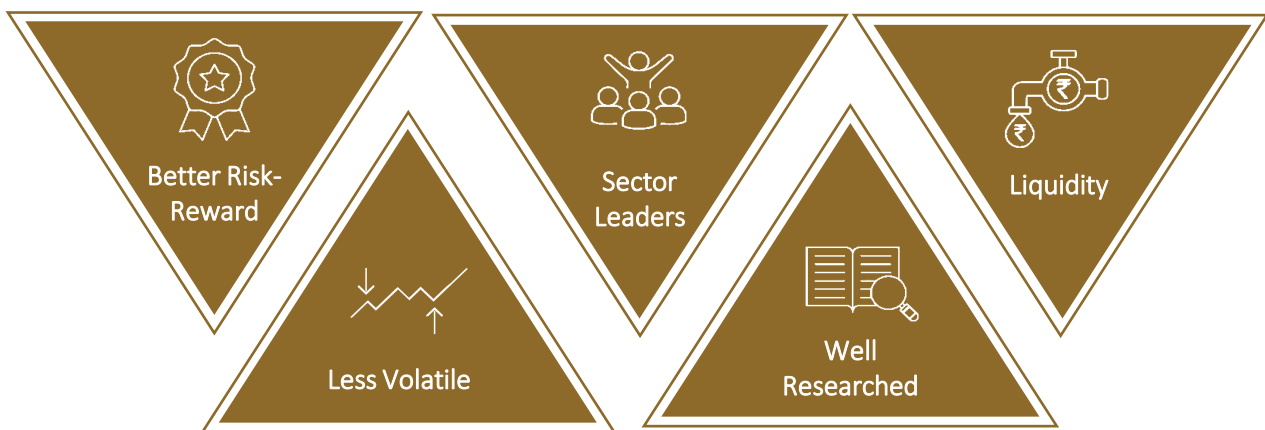 Better Risk-
Reward
Less Volatile
Sector
Leaders
Well
Researched
Liquidity
₹
₹